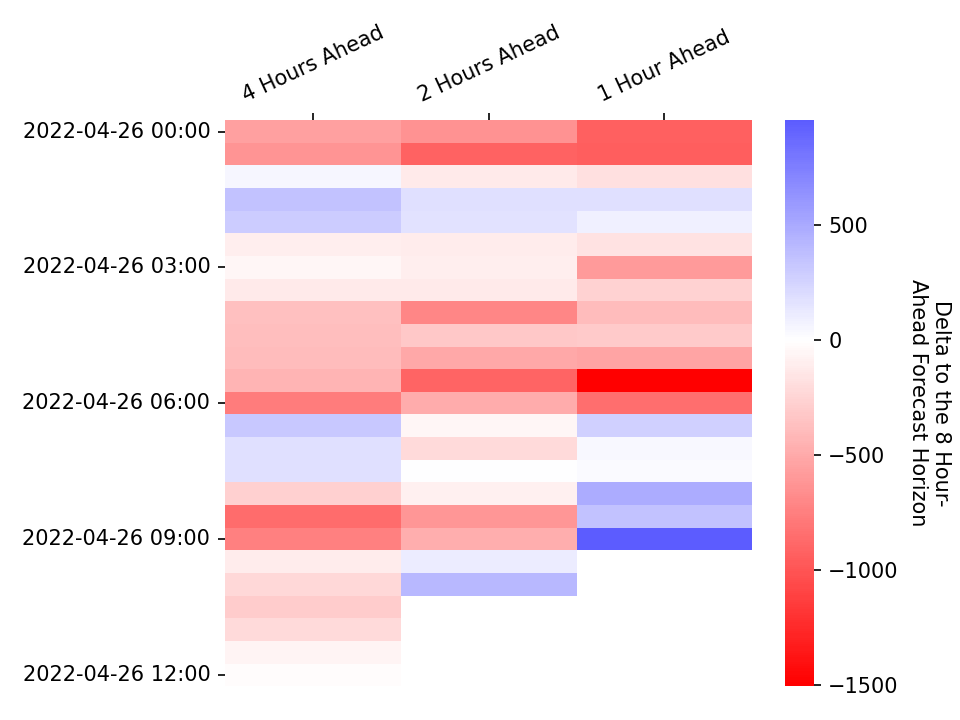 4 Hours Ahead
2 Hours Ahead
1 Hour Ahead
2022-04-26 00:00
2022-04-26 03:00
2022-04-26 06:00
2022-04-26 09:00
2022-04-26 12:00
500
0
−500
−1000
−1500
Delta to the 8 Hour-
Ahead Forecast Horizon